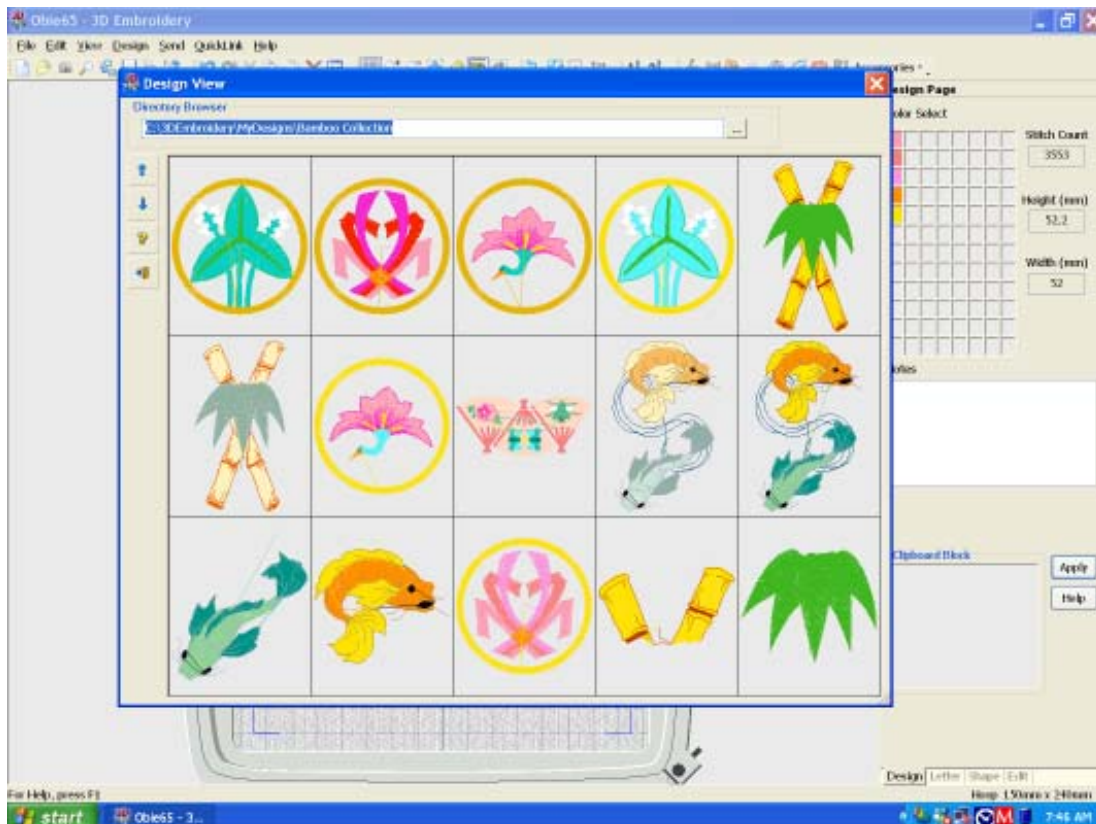 Obie65 - 3D Embroidery
File Edit View Design Send QuickLink Help
Design View
Directory Browser
C:\3DEmbroidery\MyDesigns\Bamboo Collection
...
Design Page
Color Select
Stitch Count
3553
Height (mm)
52.2
Width (mm)
52
Notes
Clipboard Block
Apply
Help
Design Letter Shape Edit
For Help, press F1
Hoop 150mm x 240mm
start
Obie65 - 3...
7:46 AM